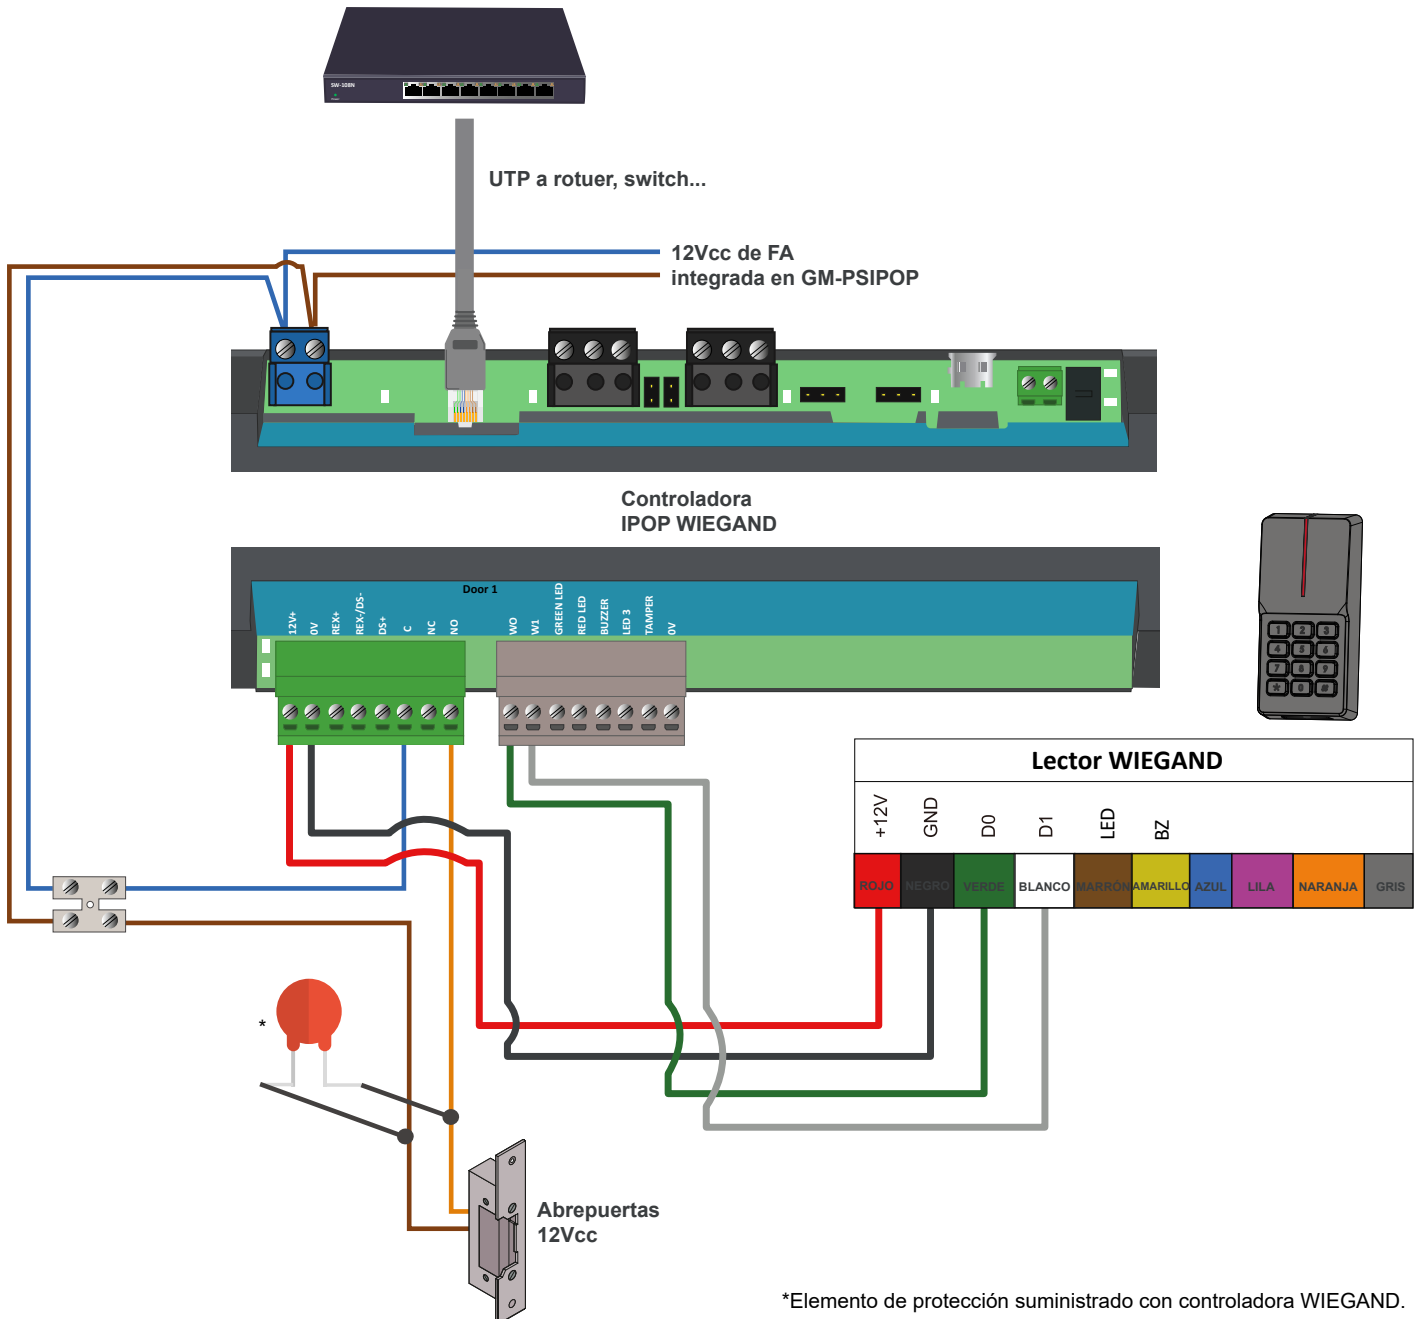 SW-108N
UTP a rotuer, switch...
12Vcc de FA
integrada en GM-PSIPOP
Controladora
IPOP WIEGAND
Door 1
12V+
0V
REX+
REX-/DS-
DS+
C
NC
NO
WO
W1
GREEN LED
RED LED
BUZZER
LED 3
TAMPER
0V
1 2 3
4 5 6
7 8 9
* 0 #
Lector WIEGAND
+12V
GND
D0
D1
LED
BZ
ROJO
NEGRO
VERDE
BLANCO
MARRÓN
AMARILLO
AZUL
LILA
NARANJA
GRIS
*
Abrepuertas
12Vcc
*Elemento de protección suministrado con controladora WIEGAND.